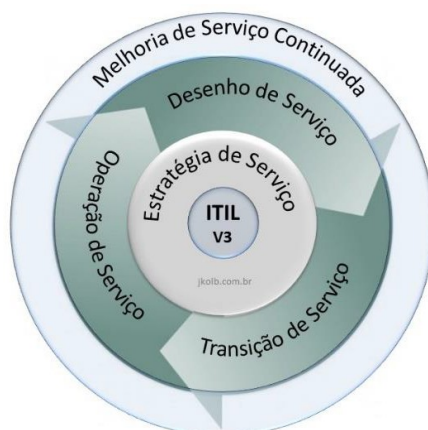 Melhoria de Serviço Continuada
Desenho de Serviço
Estratégia de Serviço
ITIL
V3
jkolb.com.br
Operação de Serviço
Transição de Serviço